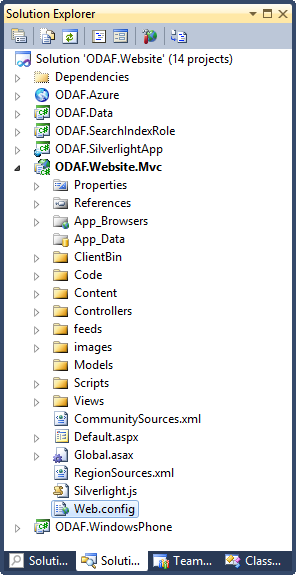 Solution Explorer
Solution 'ODAF.Website' (14 projects)
Dependencies
ODAF.Azure
ODAF.Data
ODAF.SearchIndexRole
ODAF.SilverlightApp
ODAF.Website.Mvc
Properties
References
App_Browsers
App_Data
ClientBin
Code
Content
Controllers
feeds
images
Models
Scripts
Views
CommunitySources.xml
Default.aspx
Global.asax
RegionSources.xml
Silverlight.js
Web.config
ODAF.WindowsPhone
Soluti... Soluti... Team... Class...